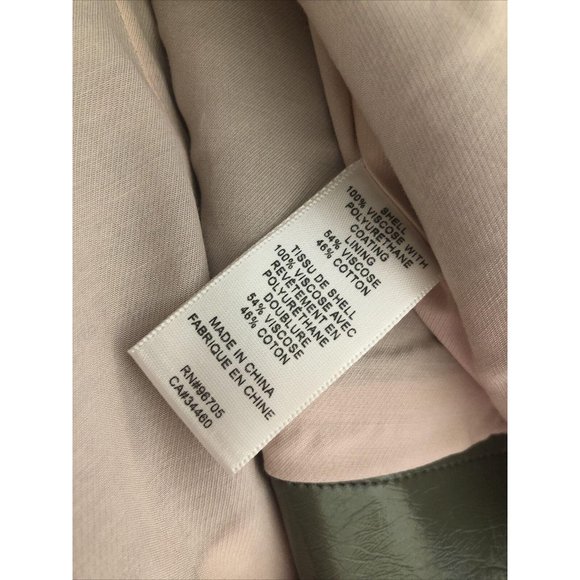 SHELL
100% VISCOSE WITH
POLYURETHANE
COATING
LINING
54% VISCOSE
46% COTTON
TISSU DE SHELL
100% VISCOSE AVEC
REVÊTEMENT EN
POLYURÉTHANE
DOUBLURE
54% VISCOSE
46% COTON
MADE IN CHINA
FABRIQUE EN CHINE
RN#96705
CA#34460